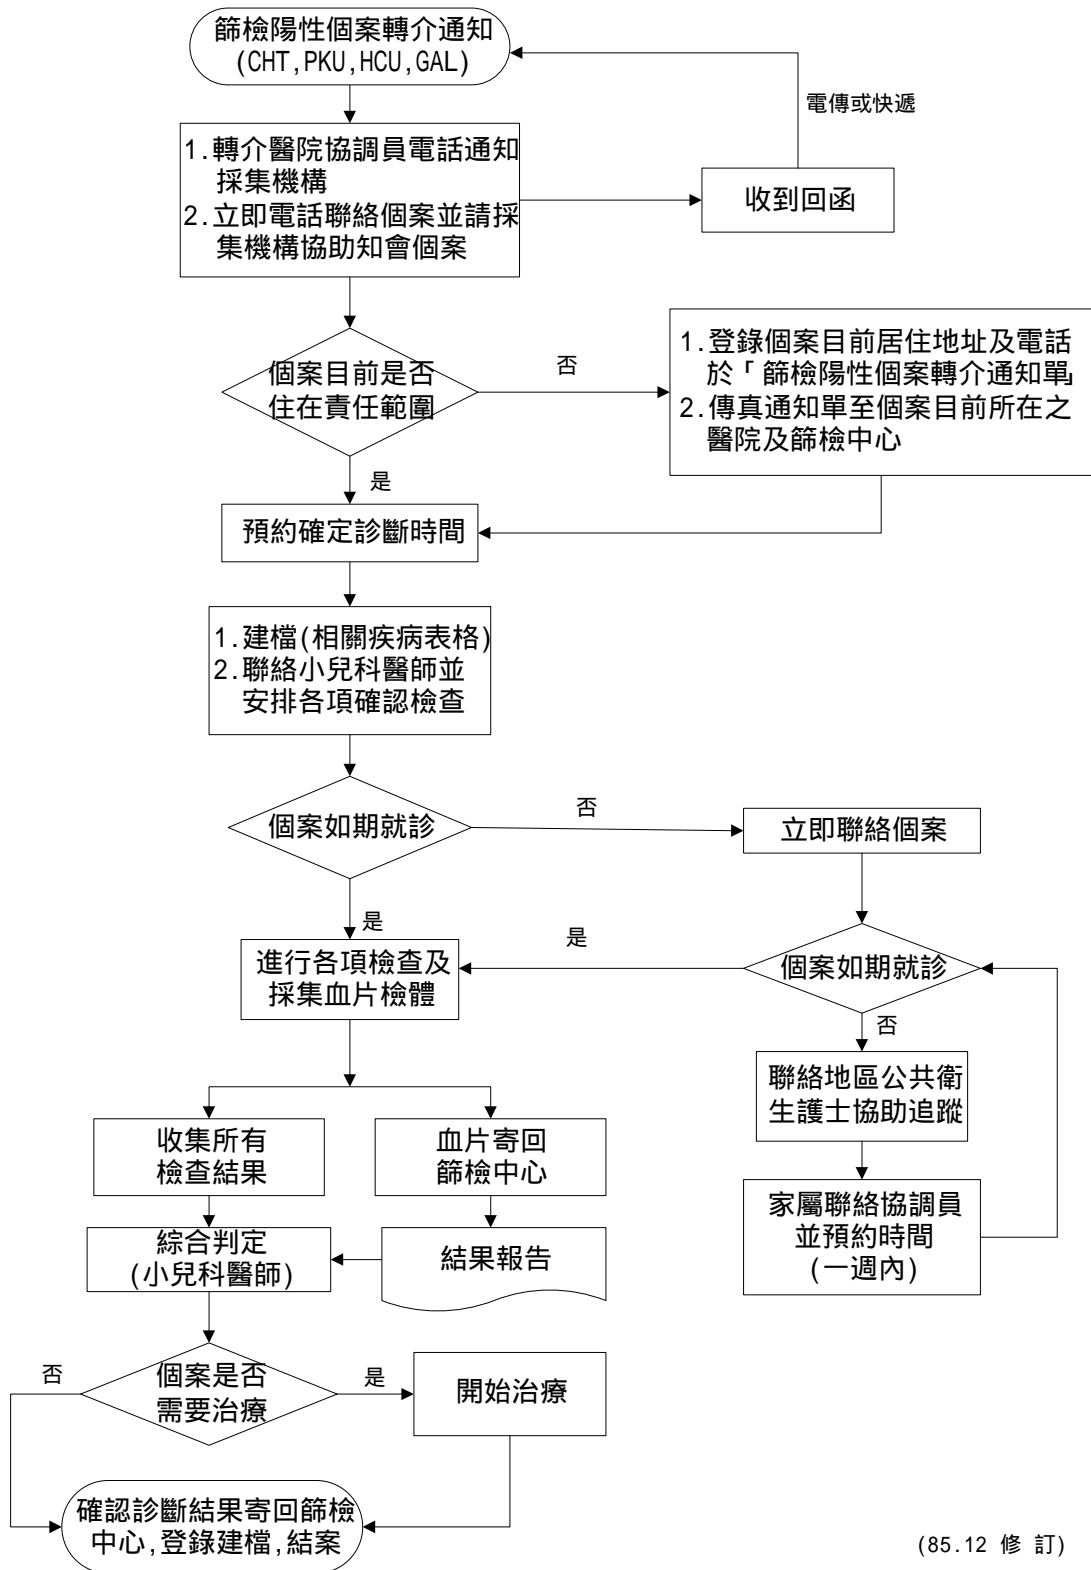 篩檢陽性個案轉介通知
(CHT,PKU,HCU,GAL)
電傳或快遞
1.轉介醫院協調員電話通知
採集機構
2.立即電話聯絡個案並請採
集機構協助知會個案
收到回函
個案目前是否
住在責任範圍
否
1.登錄個案目前居住地址及電話
於「篩檢陽性個案轉介通知單」
2.傳真通知單至個案目前所在之
醫院及篩檢中心
是
預約確定診斷時間
1.建檔(相關疾病表格)
2.聯絡小兒科醫師並
安排各項確認檢查
個案如期就診
否
立即聯絡個案
是
進行各項檢查及
採集血片檢體
是
個案如期就診
否
聯絡地區公共衛
生護士協助追蹤
收集所有
檢查結果
血片寄回
篩檢中心
家屬聯絡協調員
並預約時間
(一週內)
綜合判定
(小兒科醫師)
結果報告
否
個案是否
需要治療
是
開始治療
確認診斷結果寄回篩檢
中心,登錄建檔,結案
(85.12 修 訂)